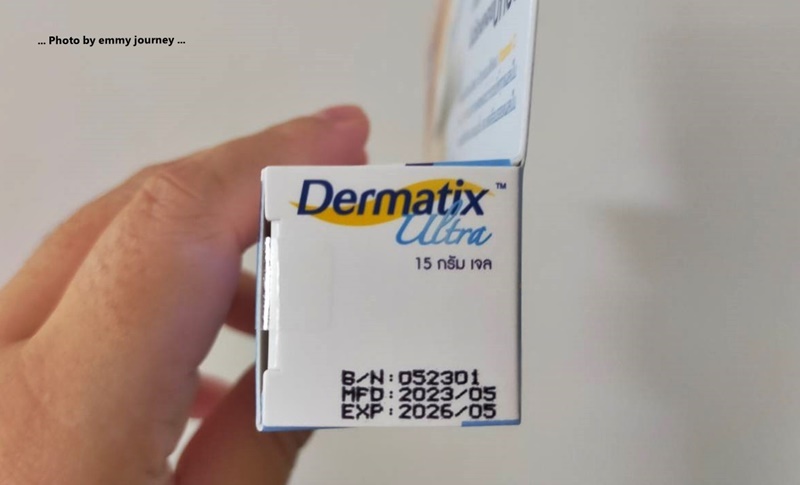 ... Photo by emmy journey ...
Dermatix™
Ultra
15 กรัม เจล
B/N:052301
MFD:2023/05
EXP:2026/05